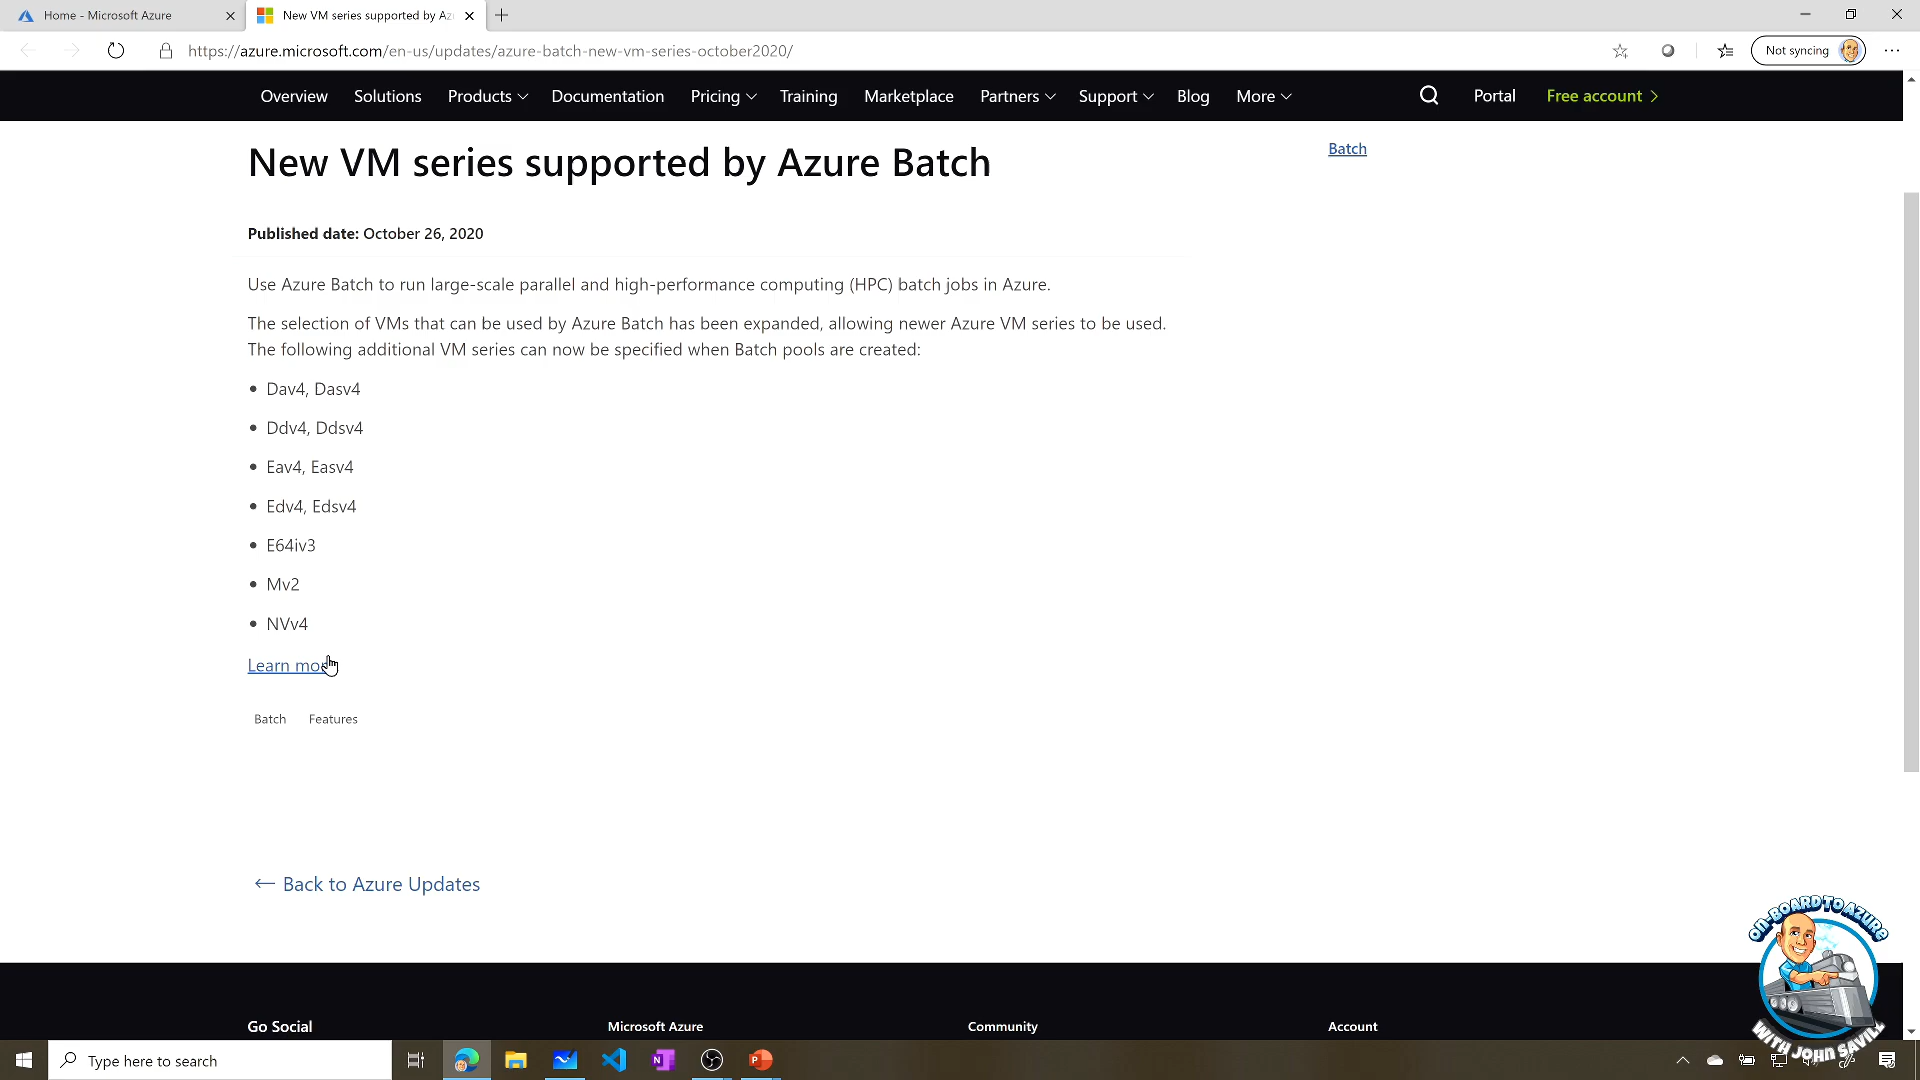 Home - Microsoft Azure
New VM series supported by Az
https://azure.microsoft.com/en-us/updates/azure-batch-new-vm-series-october2020/
Not syncing
Overview Solutions Products Documentation Pricing Training Marketplace Partners Support Blog More Portal Free account
New VM series supported by Azure Batch
Batch
Published date: October 26, 2020
Use Azure Batch to run large-scale parallel and high-performance computing (HPC) batch jobs in Azure.
The selection of VMs that can be used by Azure Batch has been expanded, allowing newer Azure VM series to be used.
The following additional VM series can now be specified when Batch pools are created:
• Dav4, Dasv4
• Ddv4, Ddsv4
• Eav4, Easv4
• Edv4, Edsv4
• E64iv3
• Mv2
• NVv4
Learn mo
Batch Features
← Back to Azure Updates
ON-BOARD TO AZURE
WITH JOHN SAVILL
Go Social Microsoft Azure Community Account
Type here to search